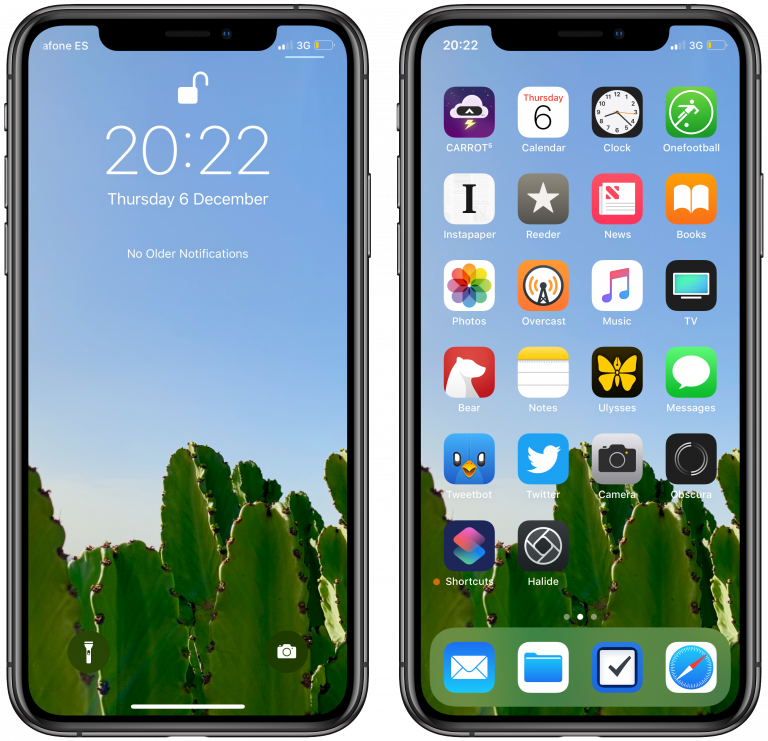 afone ES
3G
20:22
Thursday 6 December
No Older Notifications
20:22
3G
Thursday
6
CARROT⁵
Calendar
Clock
Onefootball
I
Instapaper
Reeder
News
Books
Photos
Overcast
Music
TV
Bear
Notes
Ulysses
Messages
Tweetbot
Twitter
Camera
Obscura
Shortcuts
Halide